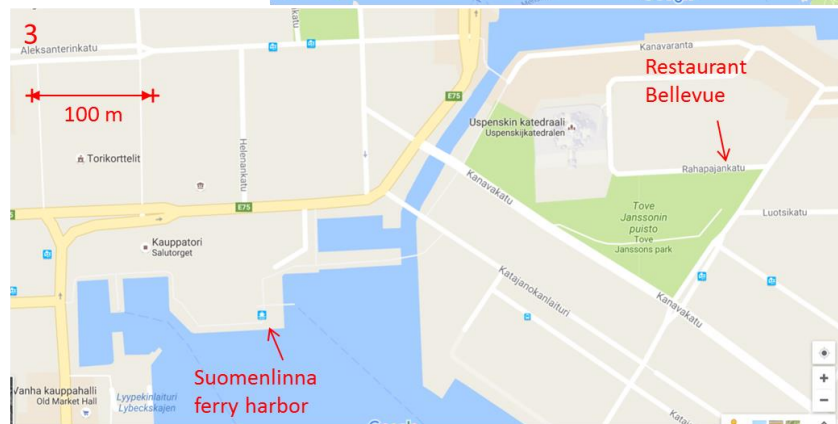 3
Aleksanterinkatu
100 m
Torikorttelit
Helenankatu
E75
E75
Kanavaranta
Restaurant
Bellevue
Uspenskin katedraali
Uspenskijkatedralen
Rahapajankatu
Kanavakatu
Tove
Janssonin
puisto
Tove
Janssons park
Luotsikatu
Kauppatori
Salutorget
Katajanokanlaituri
Kanavakatu
Suomenlinna
ferry harbor
Vanha kauppahalli
Old Market Hall
Lyypekinlaituri
Lybeckskajen
+
−